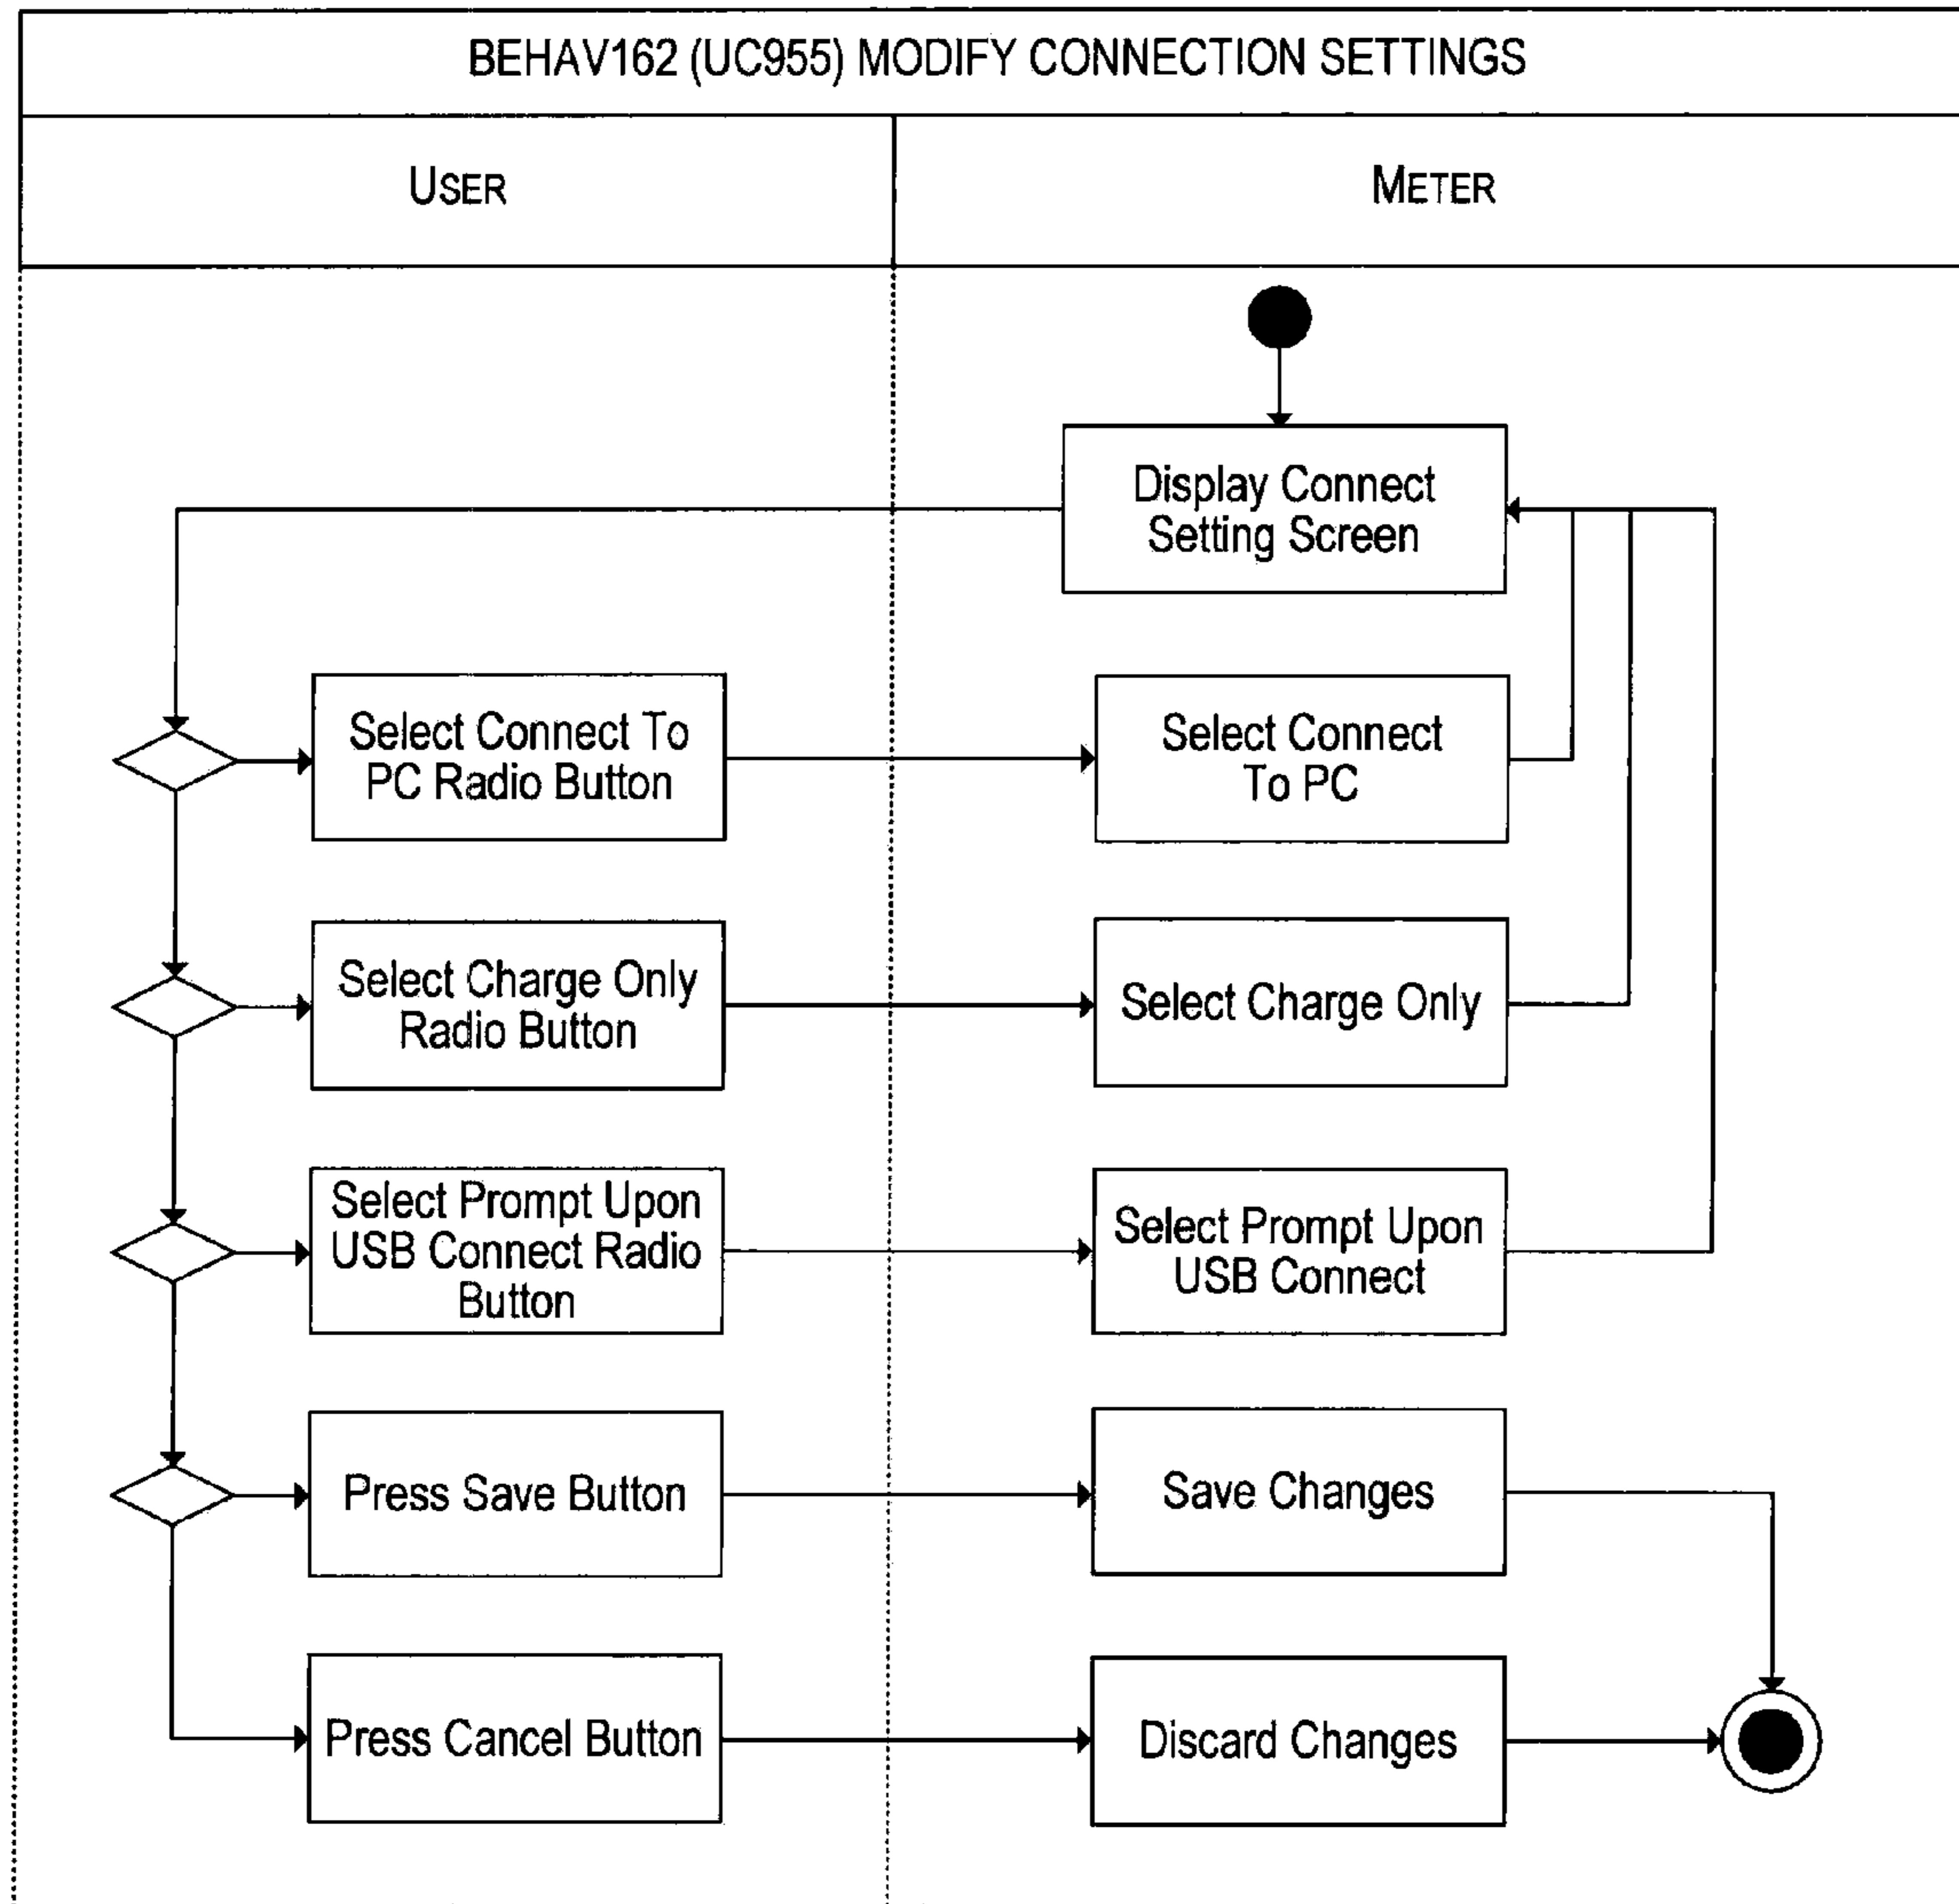 BEHAV162 (UC955) MODIFY CONNECTION SETTINGS
USER
METER
Display Connect
Setting Screen
Select Connect To
PC Radio Button
Select Connect
To PC
Select Charge Only
Radio Button
Select Charge Only
Select Prompt Upon
USB Connect Radio
Button
Select Prompt Upon
USB Connect
Press Save Button
Save Changes
Press Cancel Button
Discard Changes